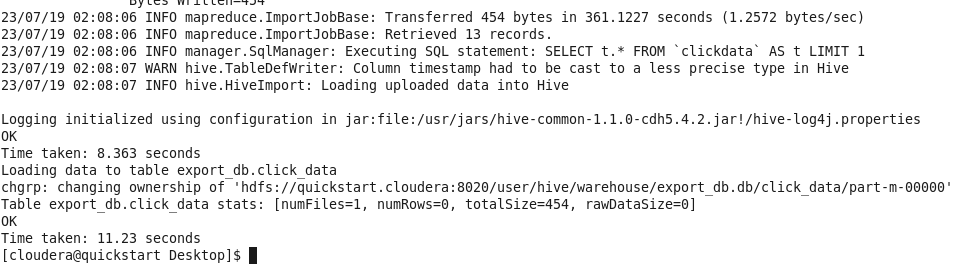 Bytes Written=454
23/07/19 02:08:06 INFO mapreduce.ImportJobBase: Transferred 454 bytes in 361.1227 seconds (1.2572 bytes/sec)
23/07/19 02:08:06 INFO mapreduce.ImportJobBase: Retrieved 13 records.
23/07/19 02:08:06 INFO manager.SqlManager: Executing SQL statement: SELECT t.* FROM `clickdata` AS t LIMIT 1
23/07/19 02:08:07 WARN hive.TableDefWriter: Column timestamp had to be cast to a less precise type in Hive
23/07/19 02:08:07 INFO hive.HiveImport: Loading uploaded data into Hive
Logging initialized using configuration in jar:file:/usr/jars/hive-common-1.1.0-cdh5.4.2.jar!/hive-log4j.properties
OK
Time taken: 8.363 seconds
Loading data to table export_db.click_data
chgrp: changing ownership of 'hdfs://quickstart.cloudera:8020/user/hive/warehouse/export_db.db/click_data/part-m-00000'
Table export_db.click_data stats: [numFiles=1, numRows=0, totalSize=454, rawDataSize=0]
OK
Time taken: 11.23 seconds
[cloudera@quickstart Desktop]$